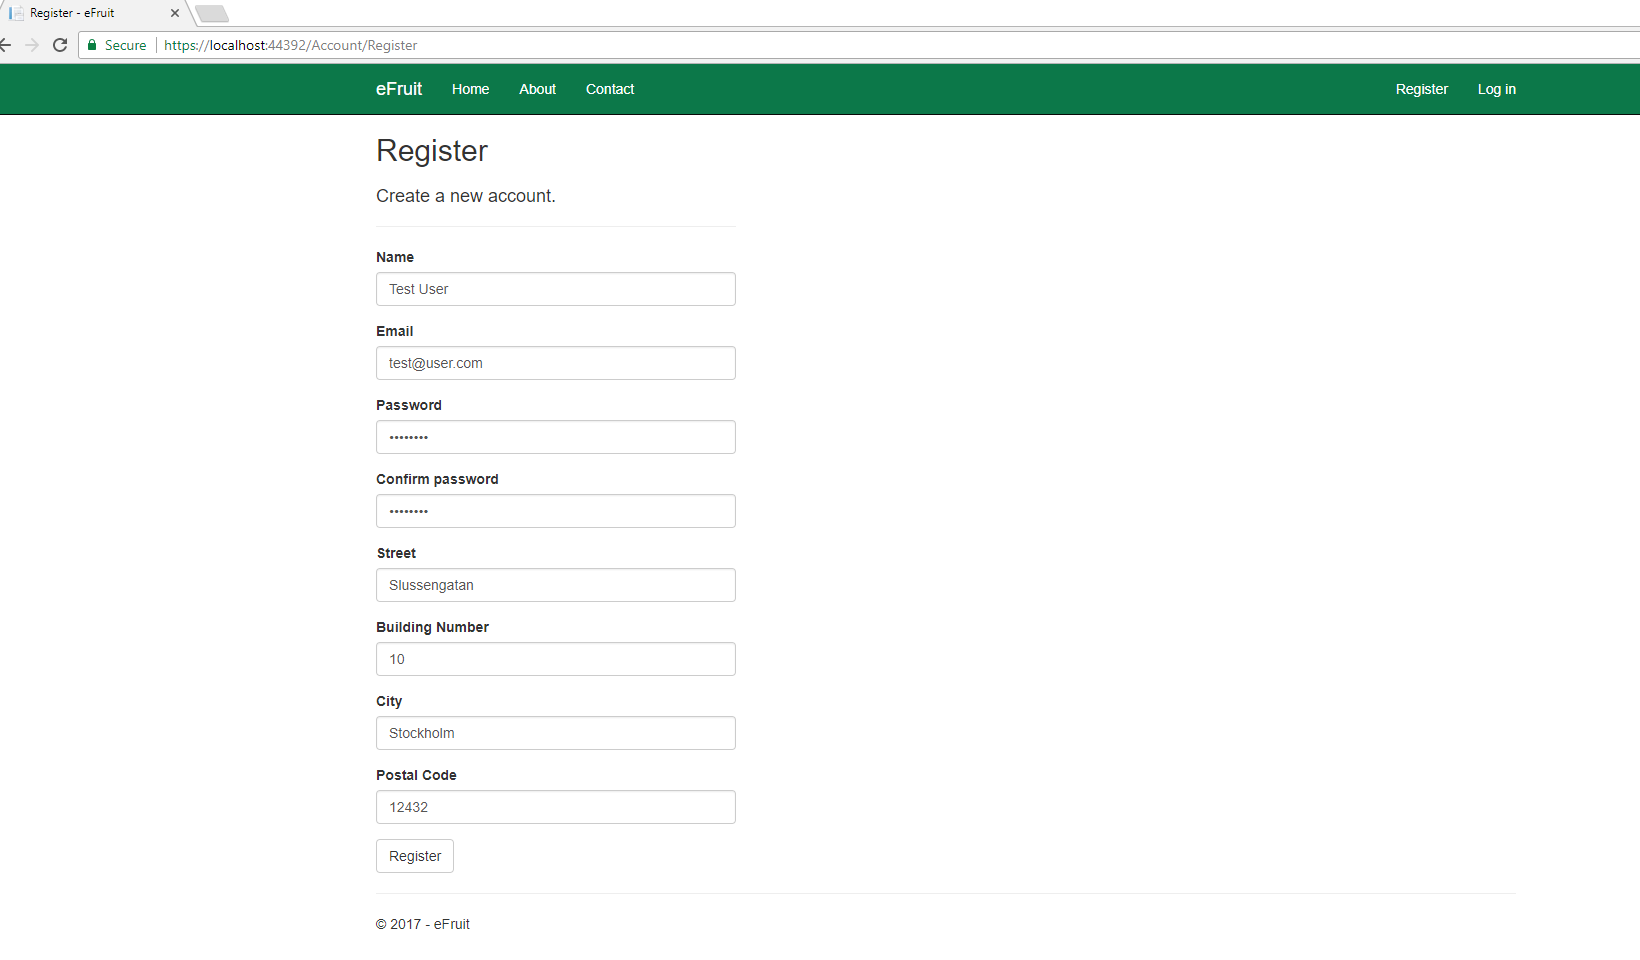 Register - eFruit
Secure https://localhost:44392/Account/Register
eFruit Home About Contact Register Log in
Register
Create a new account.
Name
Test User
Email
test@user.com
Password
••••••••
Confirm password
••••••••
Street
Slussengatan
Building Number
10
City
Stockholm
Postal Code
12432
Register
© 2017 - eFruit